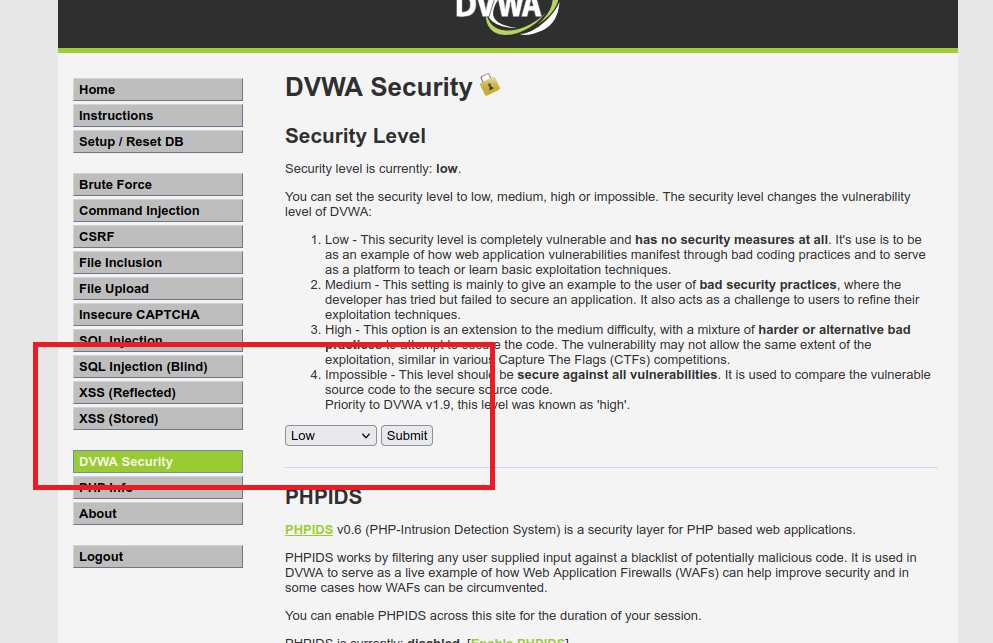 DVWA
Home
Instructions
Setup / Reset DB
Brute Force
Command Injection
CSRF
File Inclusion
File Upload
Insecure CAPTCHA
SQL Injection
SQL Injection (Blind)
XSS (Reflected)
XSS (Stored)
DVWA Security
PHP Info
About
Logout
DVWA Security
Security Level
Security level is currently: low.
You can set the security level to low, medium, high or impossible. The security level changes the vulnerability
level of DVWA:
1. Low - This security level is completely vulnerable and has no security measures at all. It's use is to be
as an example of how web application vulnerabilities manifest through bad coding practices and to serve
as a platform to teach or learn basic exploitation techniques.
2. Medium - This setting is mainly to give an example to the user of bad security practices, where the
developer has tried but failed to secure an application. It also acts as a challenge to users to refine their
exploitation techniques.
3. High - This option is an extension to the medium difficulty, with a mixture of harder or alternative bad
practices to attempt to secure the code. The vulnerability may not allow the same extent of the
exploitation, similar in various Capture The Flags (CTFs) competitions.
4. Impossible - This level should be secure against all vulnerabilities. It is used to compare the vulnerable
source code to the secure source code.
Priority to DVWA v1.9, this level was known as 'high'.
Low Submit
PHPIDS
PHPIDS v0.6 (PHP-Intrusion Detection System) is a security layer for PHP based web applications.
PHPIDS works by filtering any user supplied input against a blacklist of potentially malicious code. It is used in
DVWA to serve as a live example of how Web Application Firewalls (WAFs) can help improve security and in
some cases how WAFs can be circumvented.
You can enable PHPIDS across this site for the duration of your session.
PHPIDS is currently: disabled. [Enable PHPIDS]